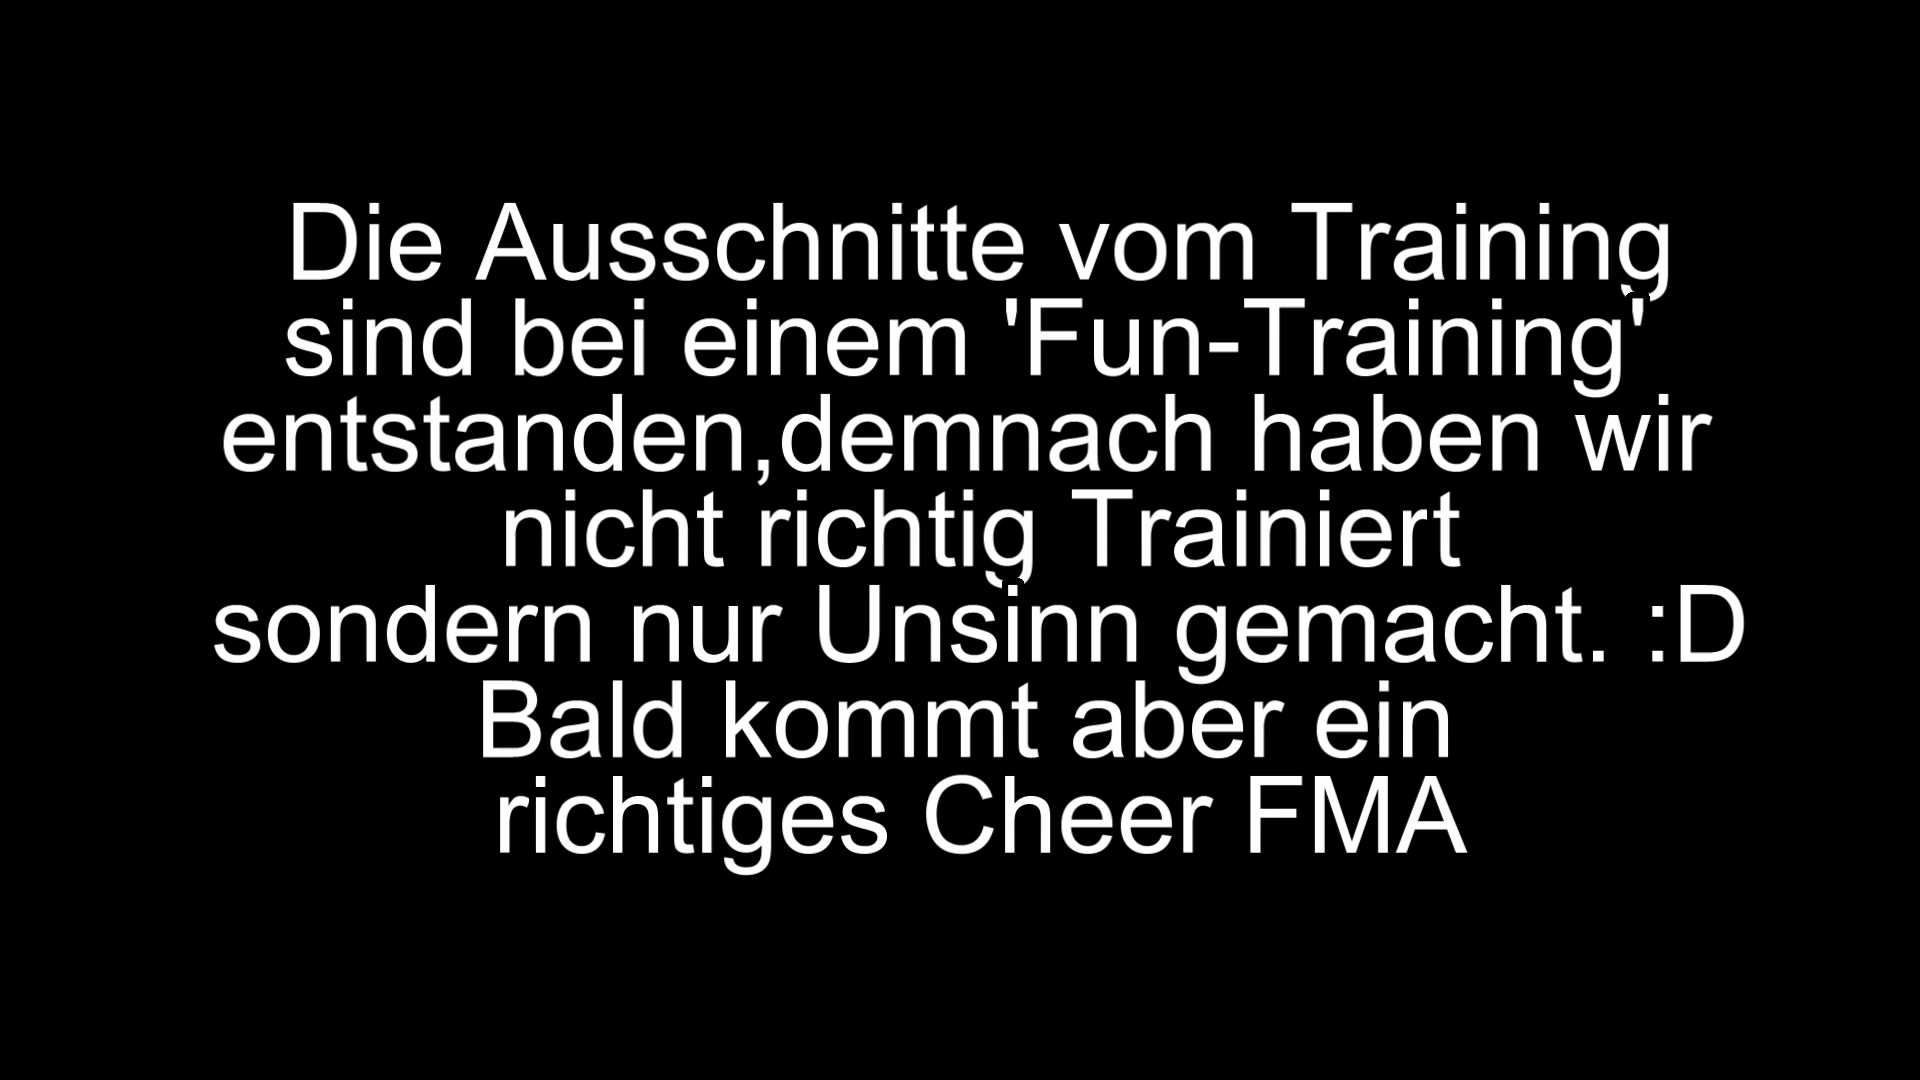 Die Ausschnitte vom Training
sind bei einem 'Fun-Training'
entstanden,demnach haben wir
nicht richtig Trainiert
sondern nur Unsinn gemacht. :D
Bald kommt aber ein
richtiges Cheer FMA